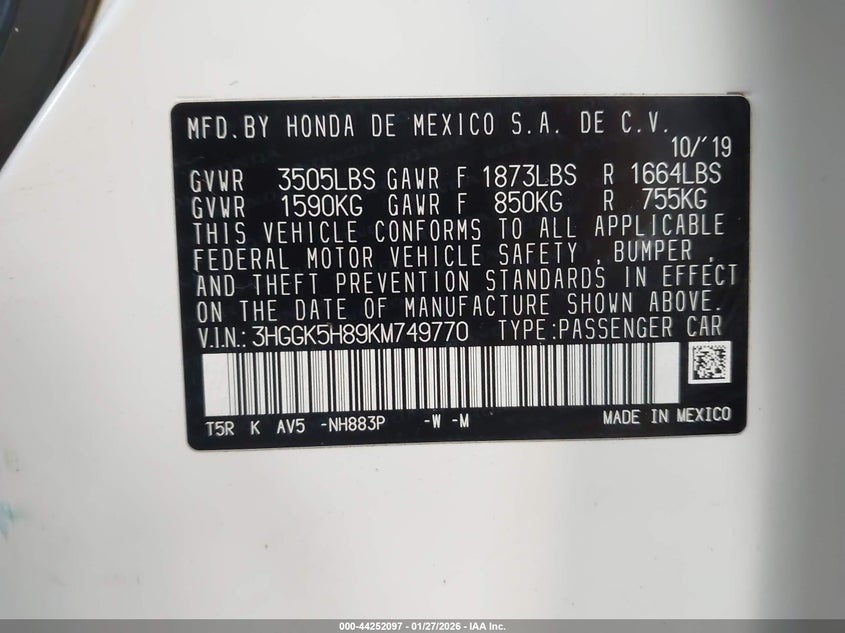 MFD. BY HONDA DE MEXICO S.A. DE C.V.
10/'19
GVWR 3505LBS GAWR F 1873LBS R 1664LBS
GVWR 1590KG GAWR F 850KG R 755KG
THIS VEHICLE CONFORMS TO ALL APPLICABLE
FEDERAL MOTOR VEHICLE SAFETY , BUMPER ,
AND THEFT PREVENTION STANDARDS IN EFFECT
ON THE DATE OF MANUFACTURE SHOWN ABOVE.
V.I.N.: 3HGGK5H89KM749770 TYPE:PASSENGER CAR
T5R K AV5 -NH883P -W -M MADE IN MEXICO
000-44252097 - 01/27/2026 - IAA Inc.